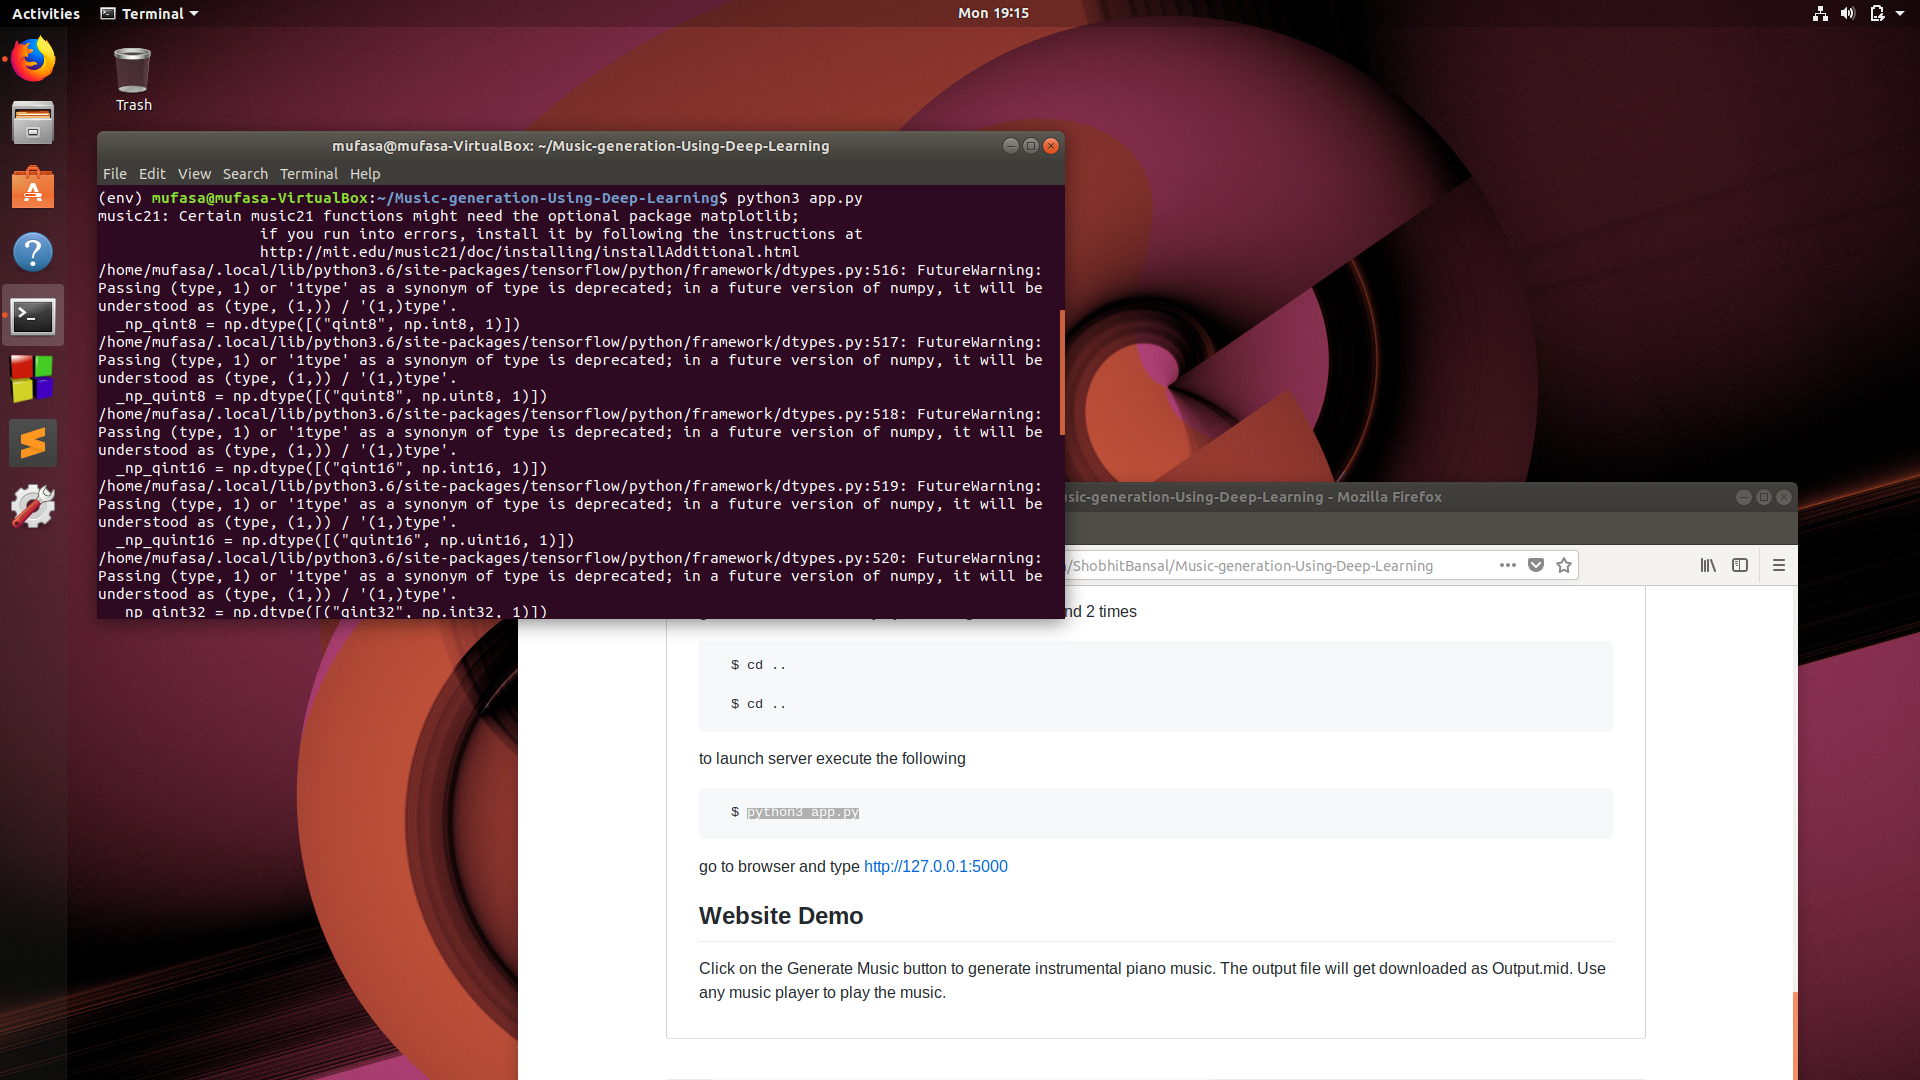 Activities
Terminal
Mon 19:15
Trash
mufasa@mufasa-VirtualBox: ~/Music-generation-Using-Deep-Learning
File Edit View Search Terminal Help
(env) mufasa@mufasa-VirtualBox:~/Music-generation-Using-Deep-Learning$ python3 app.py
music21: Certain music21 functions might need the optional package matplotlib;
if you run into errors, install it by following the instructions at
http://mit.edu/music21/doc/installing/installAdditional.html
/home/mufasa/.local/lib/python3.6/site-packages/tensorflow/python/framework/dtypes.py:516: FutureWarning:
Passing (type, 1) or '1type' as a synonym of type is deprecated; in a future version of numpy, it will be
understood as (type, (1,)) / '(1,)type'.
_np_qint8 = np.dtype([("qint8", np.int8, 1)])
/home/mufasa/.local/lib/python3.6/site-packages/tensorflow/python/framework/dtypes.py:517: FutureWarning:
Passing (type, 1) or '1type' as a synonym of type is deprecated; in a future version of numpy, it will be
understood as (type, (1,)) / '(1,)type'.
_np_quint8 = np.dtype([("quint8", np.uint8, 1)])
/home/mufasa/.local/lib/python3.6/site-packages/tensorflow/python/framework/dtypes.py:518: FutureWarning:
Passing (type, 1) or '1type' as a synonym of type is deprecated; in a future version of numpy, it will be
understood as (type, (1,)) / '(1,)type'.
_np_qint16 = np.dtype([("qint16", np.int16, 1)])
/home/mufasa/.local/lib/python3.6/site-packages/tensorflow/python/framework/dtypes.py:519: FutureWarning:
Passing (type, 1) or '1type' as a synonym of type is deprecated; in a future version of numpy, it will be
understood as (type, (1,)) / '(1,)type'.
_np_quint16 = np.dtype([("quint16", np.uint16, 1)])
/home/mufasa/.local/lib/python3.6/site-packages/tensorflow/python/framework/dtypes.py:520: FutureWarning:
Passing (type, 1) or '1type' as a synonym of type is deprecated; in a future version of numpy, it will be
understood as (type, (1,)) / '(1,)type'.
_np_qint32 = np.dtype([("qint32", np.int32, 1)])
usic-generation-Using-Deep-Learning - Mozilla Firefox
/ShobhitBansal/Music-generation-Using-Deep-Learning
nd 2 times
$ cd ..
$ cd ..
to launch server execute the following
$ python3 app.py
go to browser and type http://127.0.0.1:5000
Website Demo
Click on the Generate Music button to generate instrumental piano music. The output file will get downloaded as Output.mid. Use
any music player to play the music.